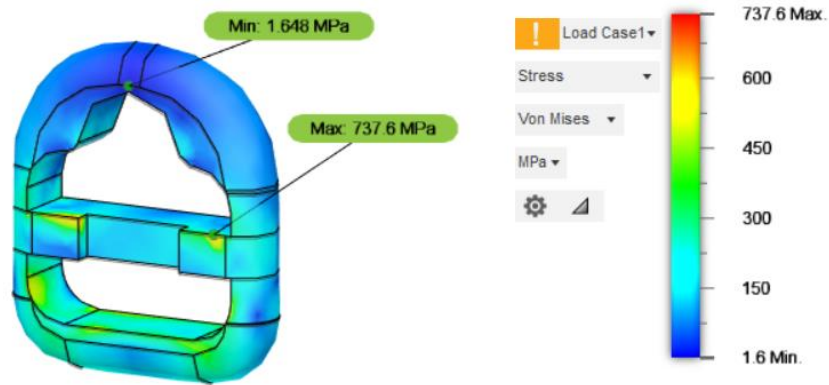 Min: 1.648 MPa
Max: 737.6 MPa
! Load Case1
Stress
Von Mises
MPa
737.6 Max.
600
450
300
150
1.6 Min.